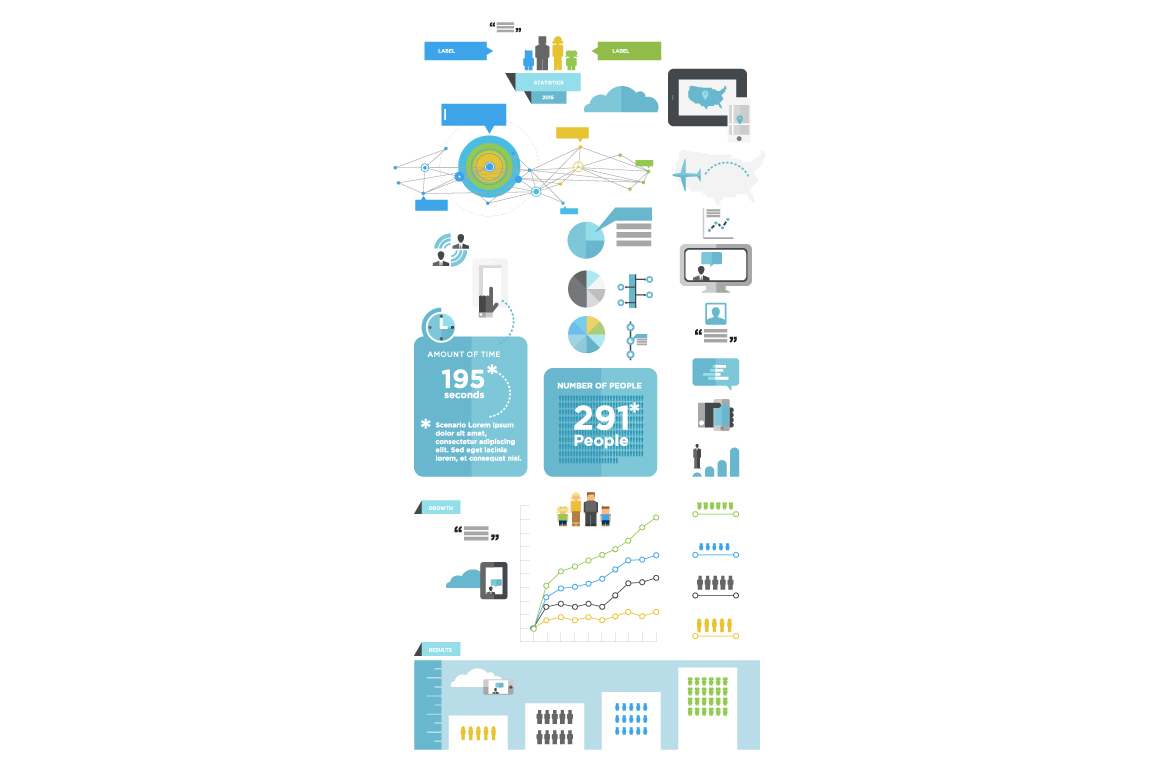 “ ”
LABEL
LABEL
STATISTICS
2015
AMOUNT OF TIME
195*
seconds
* Scenario Lorem Ipsum
dolor sit amet,
consectetur adipiscing
elit. Sed eget lacinia
lorem, et consequat nisl.
NUMBER OF PEOPLE
291*
People
“ ”
GROWTH
“ ”
RESULTS